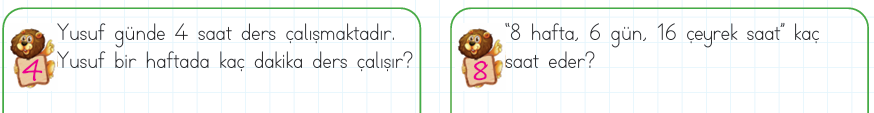 Yusuf günde 4 saat ders çalışmaktadır.
4 Yusuf bir haftada kaç dakika ders çalışır?
"8 hafta, 6 gün, 16 çeyrek saat" kaç
8 saat eder?